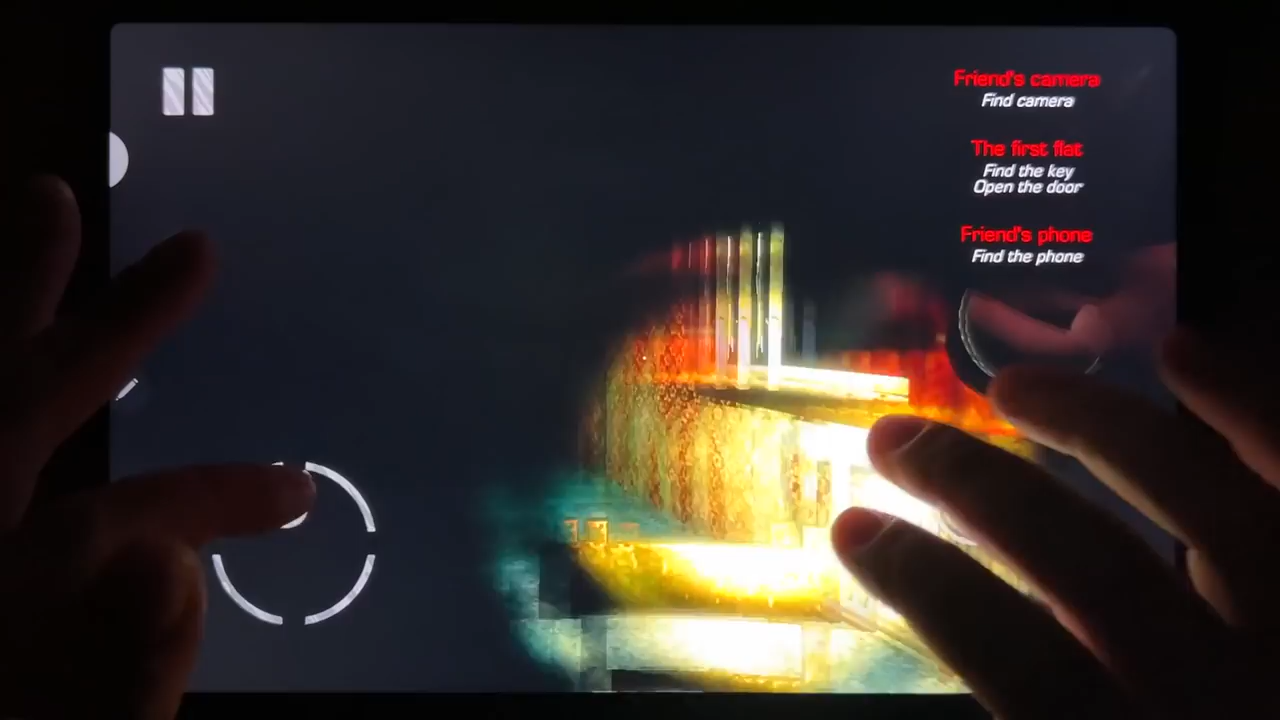 Friend's camera
Find camera
The first flat
Find the key
Open the door
Friend's phone
Find the phone